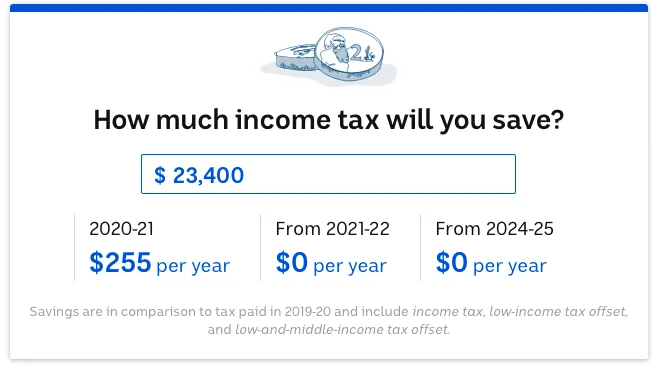 How much income tax will you save?
$ 23,400
2020-21
$255 per year
From 2021-22
$0 per year
From 2024-25
$0 per year
Savings are in comparison to tax paid in 2019-20 and include income tax, low-income tax offset,
and low-and-middle-income tax offset.